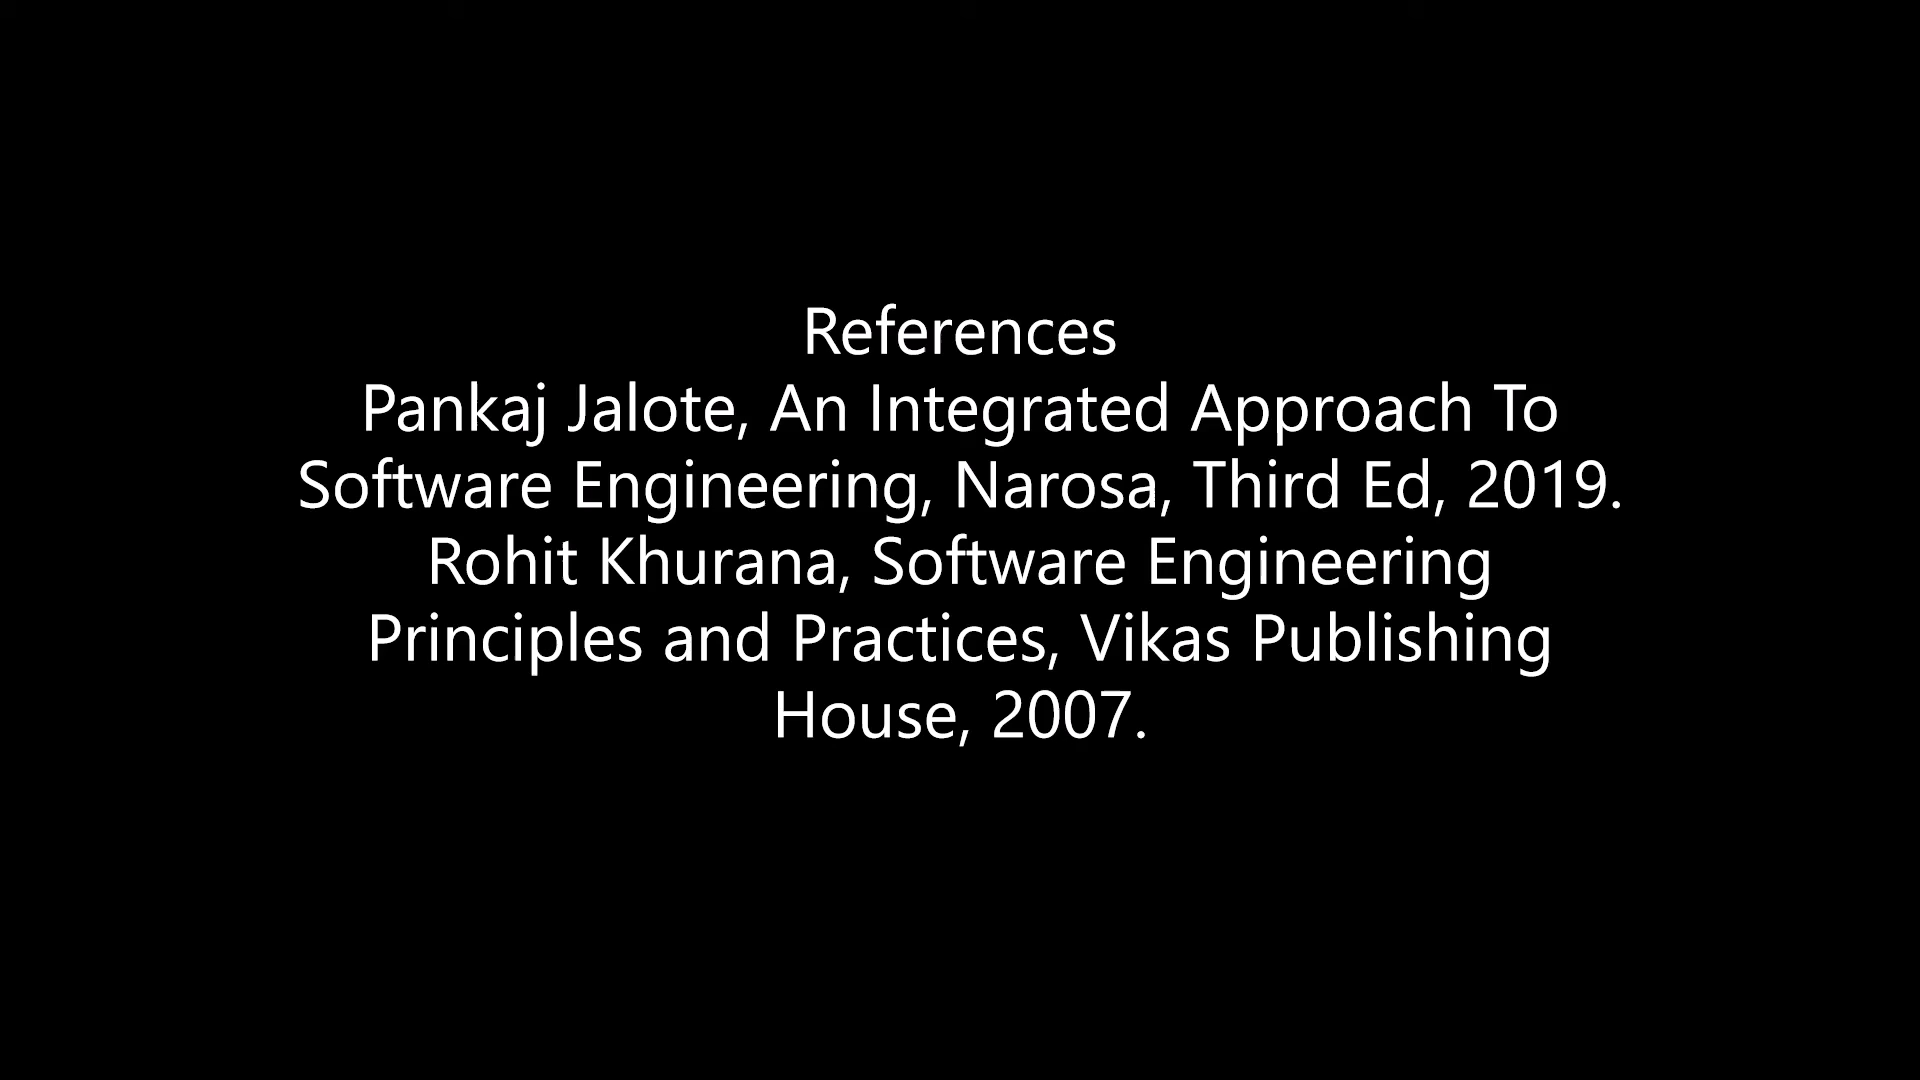 References
Pankaj Jalote, An Integrated Approach To
Software Engineering, Narosa, Third Ed, 2019.
Rohit Khurana, Software Engineering
Principles and Practices, Vikas Publishing
House, 2007.